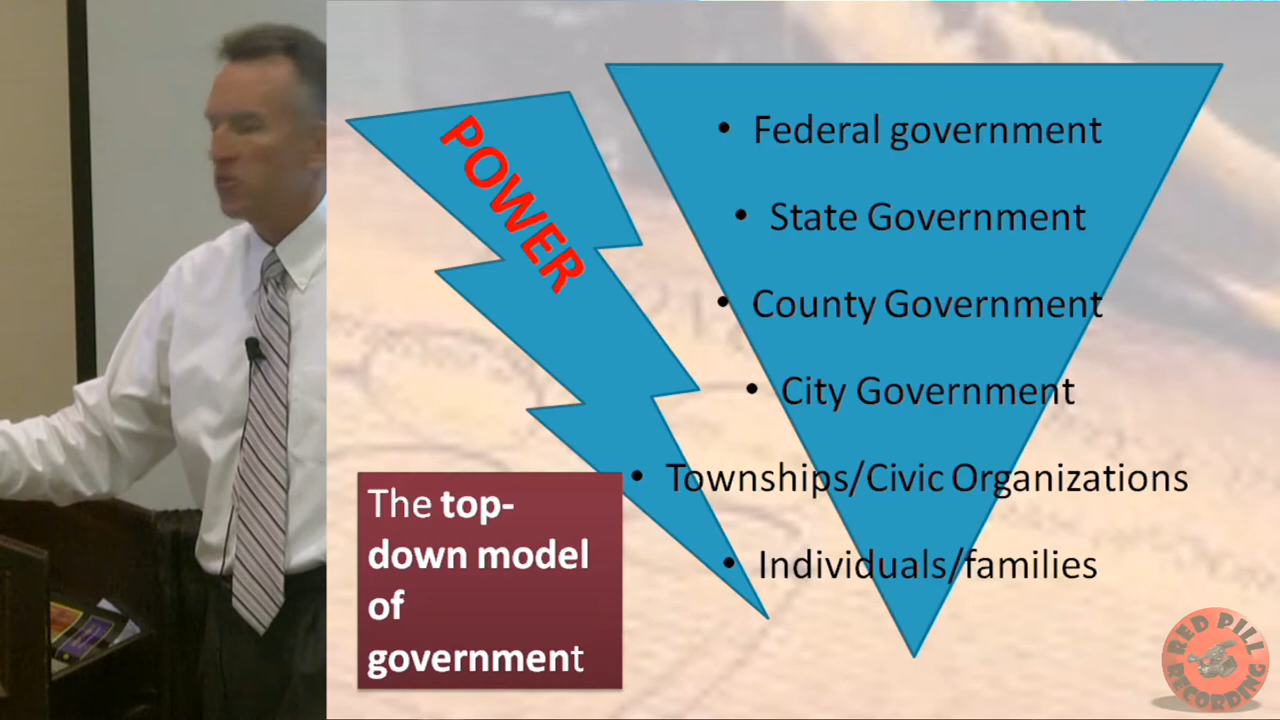 POWER
• Federal government
• State Government
• County Government
• City Government
• Townships/Civic Organizations
• Individuals/families
The top-
down model
of
government
RED PILL
RECORDING